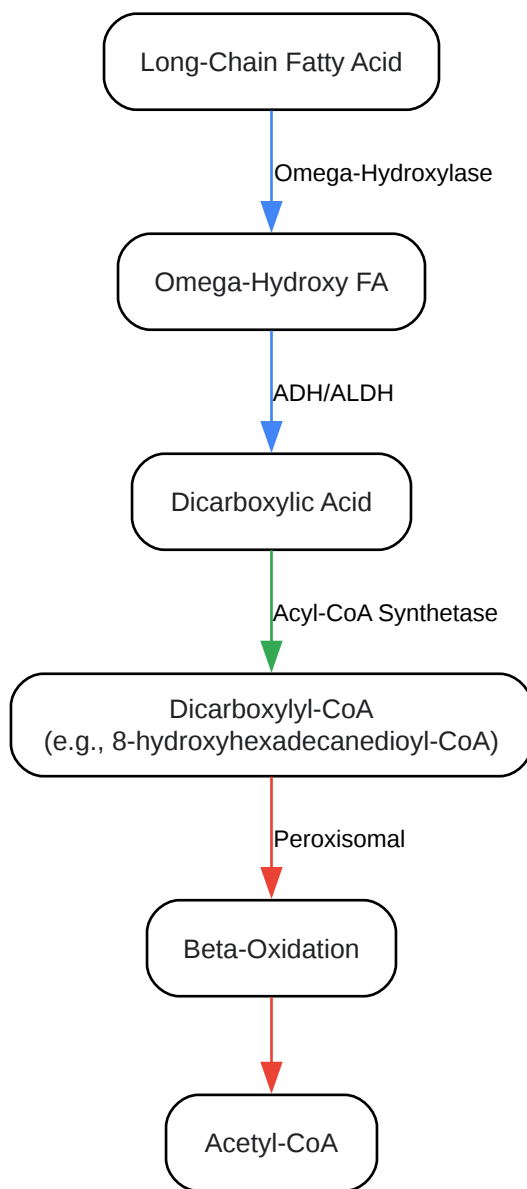 Long-Chain Fatty Acid
Omega-Hydroxylase
Omega-Hydroxy FA
ADH/ALDH
Dicarboxylic Acid
Acyl-CoA Synthetase
Dicarboxylyl-CoA
(e.g., 8-hydroxyhexadecanedioyl-CoA)
Peroxisomal
Beta-Oxidation
Acetyl-CoA